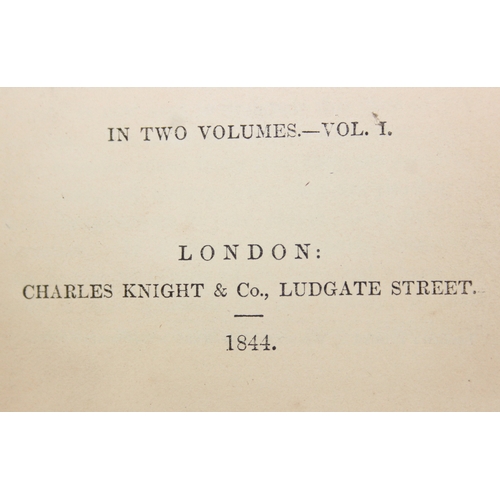 IN TWO VOLUMES.—VOL. I.
LONDON:
CHARLES KNIGHT & Co., LUDGATE STREET.
1844.